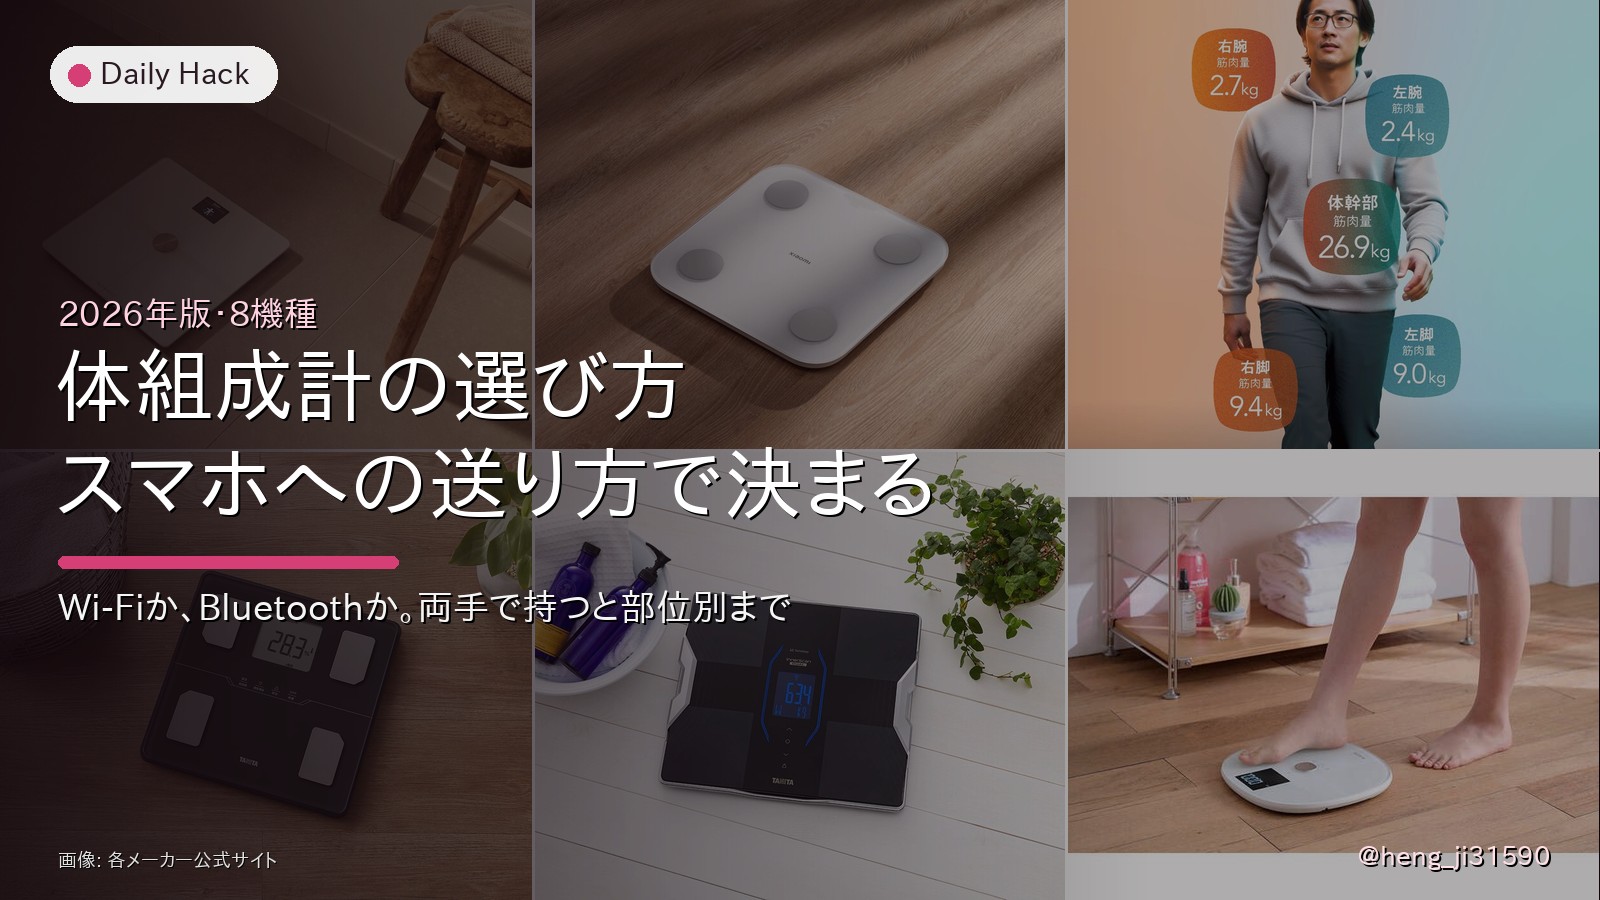 Daily Hack
2026年版・8機種
体組成計の選び方
スマホへの送り方で決まる
Wi-Fiか、Bluetoothか。両手で持つと部位別まで
画像: 各メーカー公式サイト
@heng_ji31590
右腕
筋肉量
2.7kg
左腕
筋肉量
2.4kg
体幹部
筋肉量
26.9kg
右脚
筋肉量
9.4kg
左脚
筋肉量
9.0kg
xiaomi
28.3
TANITA
634
TANITA